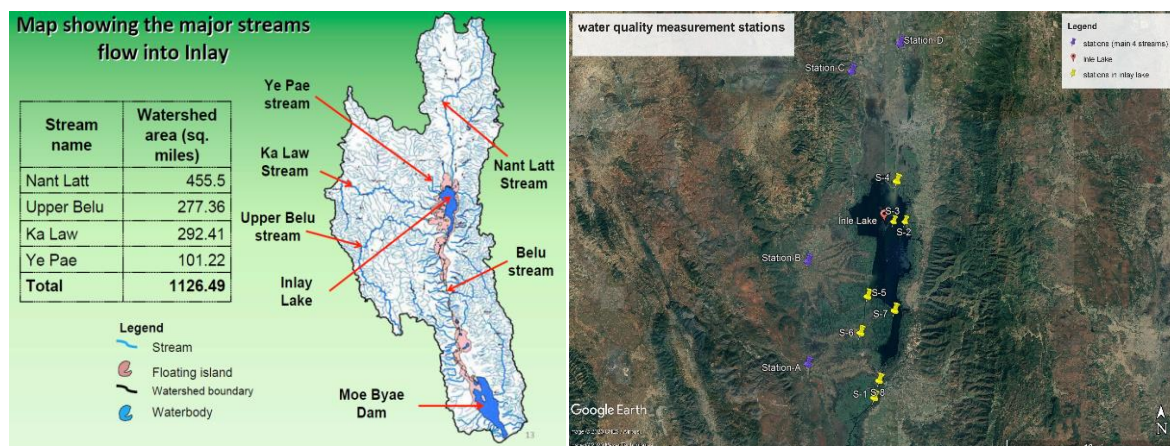 Map showing the major streams
flow into Inlay
Stream name
Watershed area (sq. miles)
Nant Latt 455.5
Upper Belu 277.36
Ka Law 292.41
Ye Pae 101.22
Total 1126.49
Legend
Stream
Floating island
Watershed boundary
Waterbody
Ye Pae
stream
Ka Law
Stream
Upper Belu
stream
Inlay
Lake
Moe Byae
Dam
Nant Latt
Stream
Belu
stream
13
water quality measurement stations
Legend
stations (main 4 streams)
Inle Lake
stations in inlay lake
Station-D
Station-C
S-4
S-3
Inle Lake
S-2
Station-B
S-5
S-7
S-6
Station-A
S-8
S-1
Google Earth
N